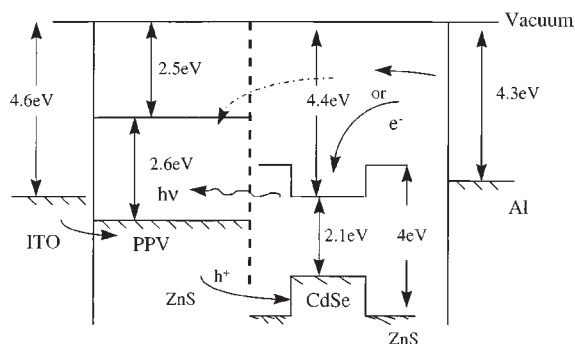 Vacuum
2.5eV
4.6eV
4.4eV
or
e-
4.3eV
2.6eV
hν
Al
ITO
PPV
2.1eV
4eV
h+
ZnS
CdSe
ZnS